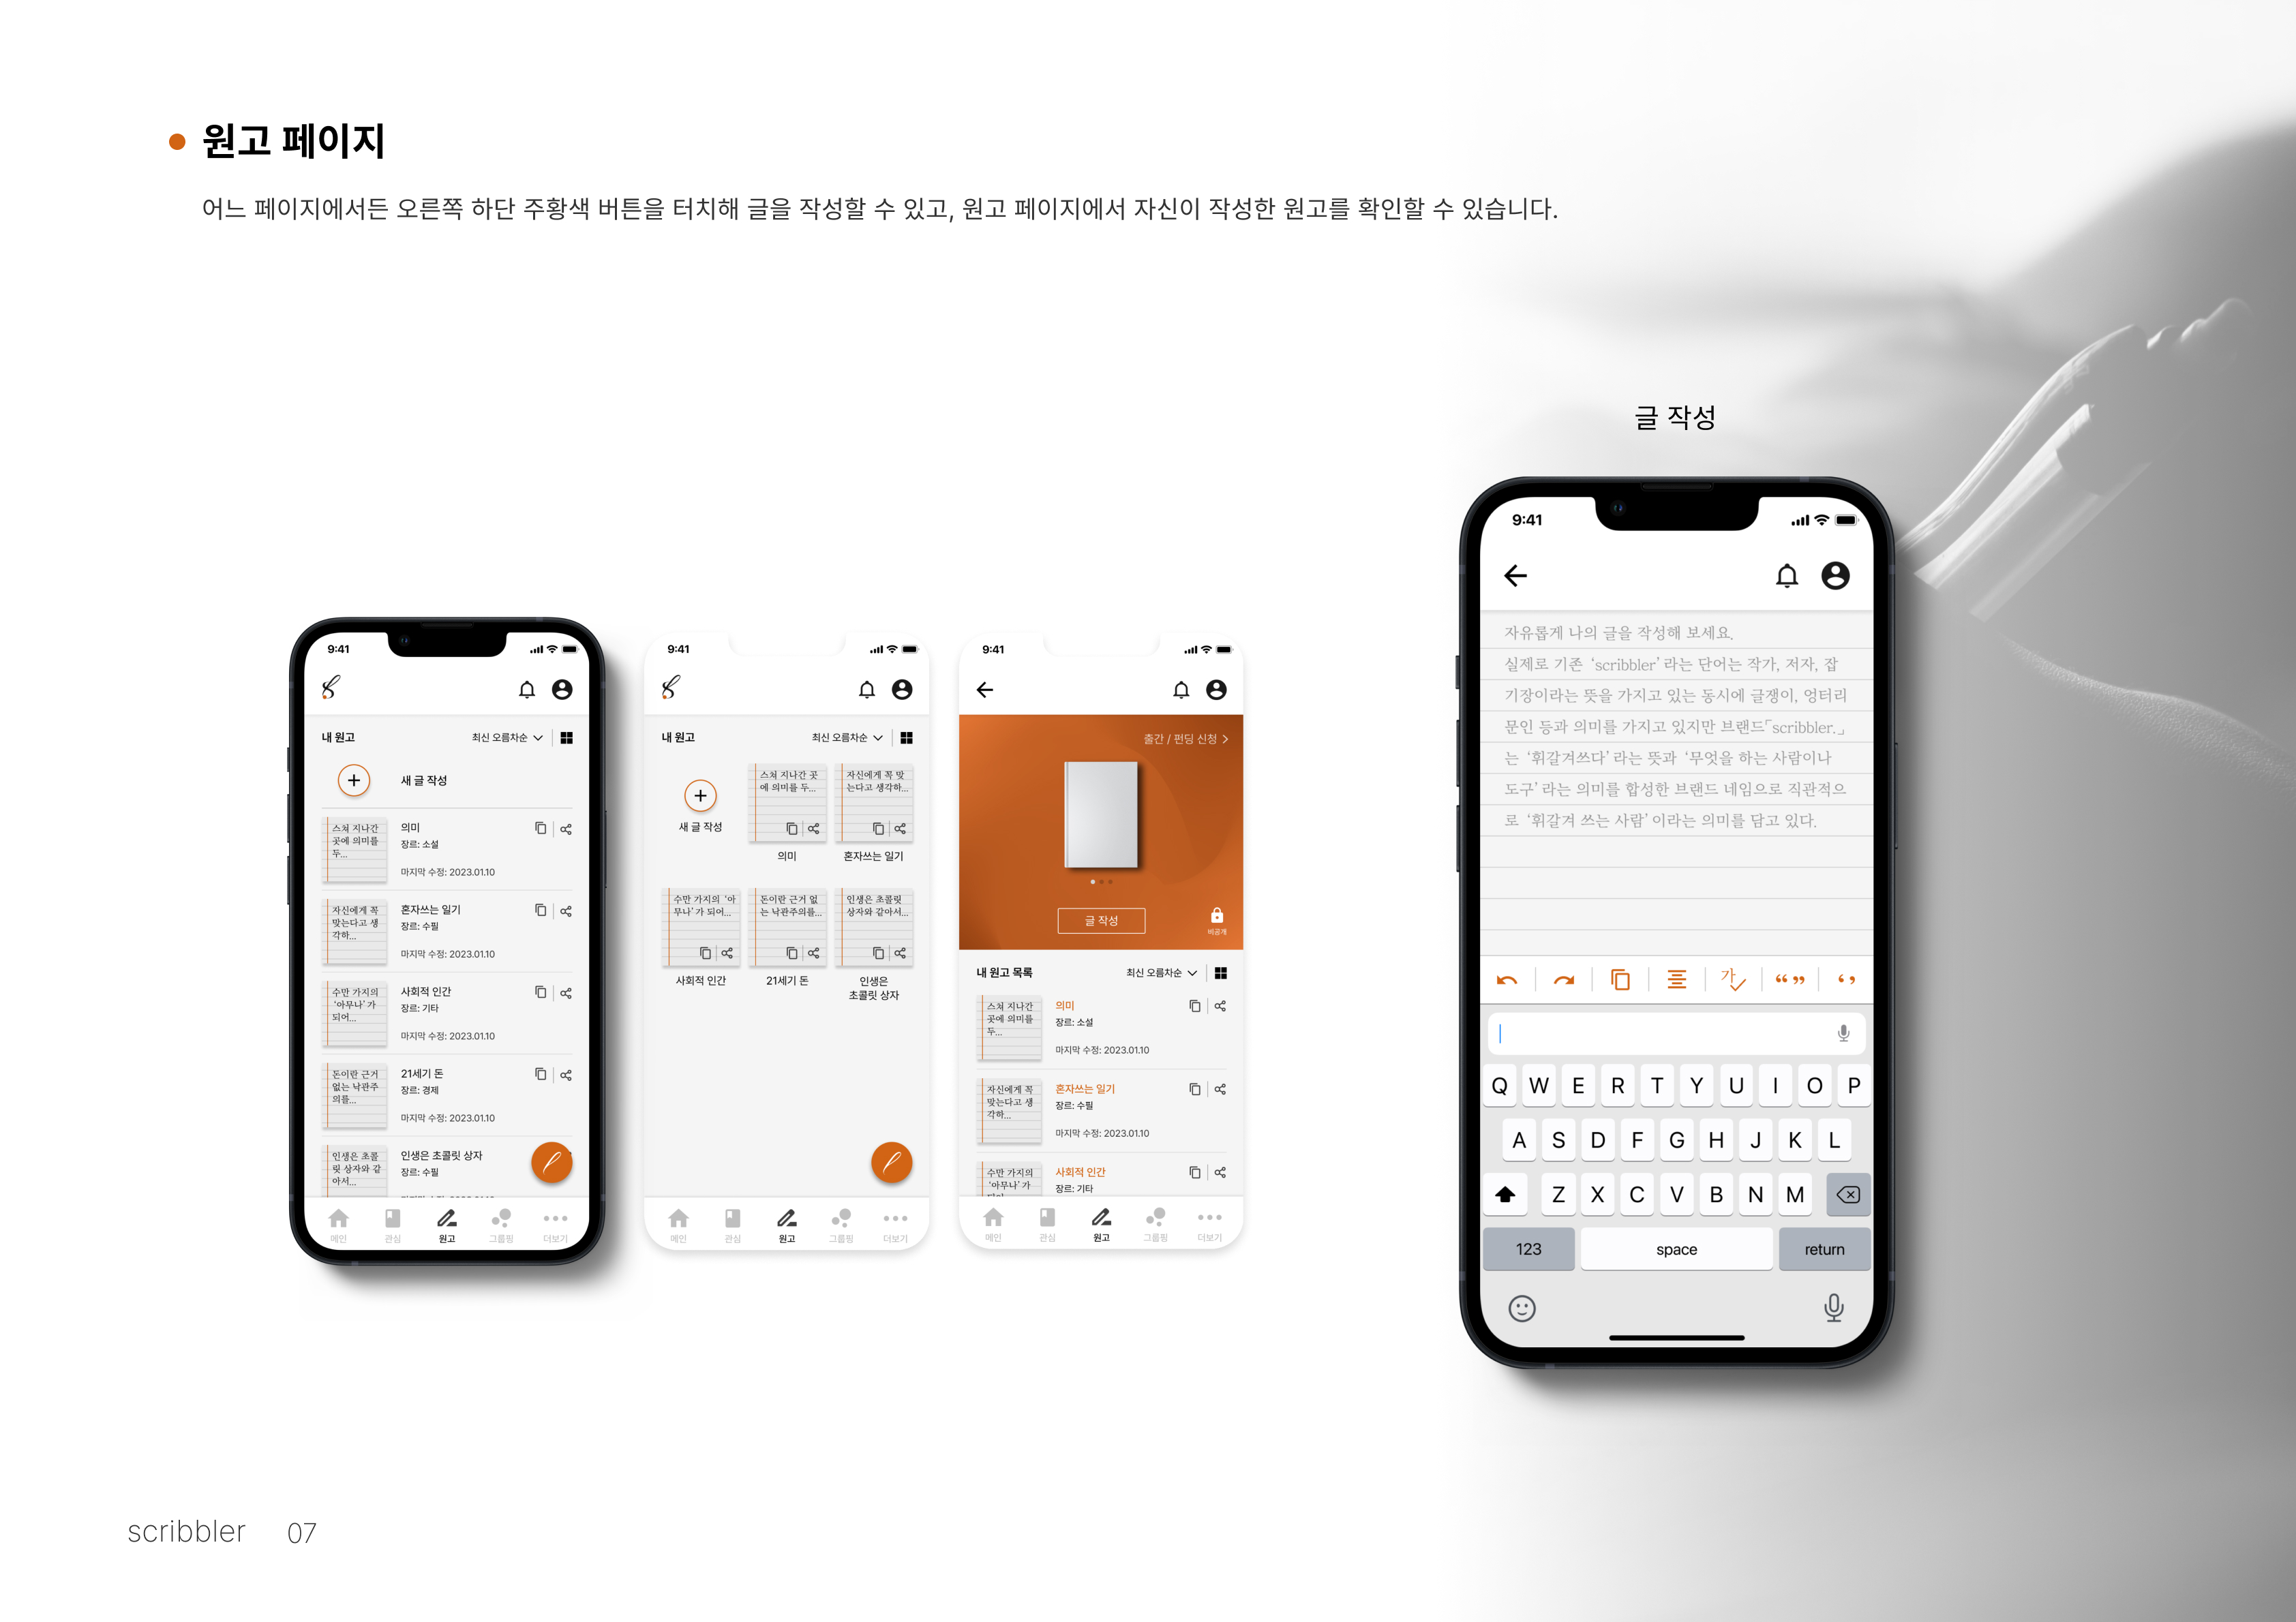 원고 페이지
어느 페이지에서든 오른쪽 하단 주황색 버튼을 터치해 글을 작성할 수 있고, 원고 페이지에서 자신이 작성한 원고를 확인할 수 있습니다.
9:41
내 원고
최신 오름차순
새 글 작성
스쳐 지나간
곳에 의미를
두...
의미
장르: 소설
마지막 수정: 2023.01.10
자신에게 꼭
맞는다고 생
각하...
혼자쓰는 일기
장르: 수필
마지막 수정: 2023.01.10
수만 가지의
‘아무나’ 가
되어...
사회적 인간
장르: 기타
마지막 수정: 2023.01.10
돈이란 근거
없는 낙관주
의를...
21세기 돈
장르: 경제
마지막 수정: 2023.01.10
인생은 초콜
릿 상자와 같
아서...
인생은 초콜릿 상자
장르: 수필
메인
관심
원고
그룹핑
더보기
9:41
내 원고
최신 오름차순
새 글 작성
스쳐 지나간 곳
에 의미를 두...
의미
자신에게 꼭 맞
는다고 생각하...
혼자쓰는 일기
수만 가지의 ‘아
무나’ 가 되어...
사회적 인간
돈이란 근거 없
는 낙관주의를...
21세기 돈
인생은 초콜릿
상자와 같아서...
인생은
초콜릿 상자
메인
관심
원고
그룹핑
더보기
9:41
출간 / 펀딩 신청
글 작성
비공개
내 원고 목록
최신 오름차순
스쳐 지나간
곳에 의미를
두...
의미
장르: 소설
마지막 수정: 2023.01.10
자신에게 꼭
맞는다고 생
각하...
혼자쓰는 일기
장르: 수필
마지막 수정: 2023.01.10
수만 가지의
‘아무나’ 가
사회적 인간
장르: 기타
메인
관심
원고
그룹핑
더보기
글 작성
9:41
자유롭게 나의 글을 작성해 보세요.
실제로 기존 ‘scribbler’ 라는 단어는 작가, 저자, 잡
기장이라는 뜻을 가지고 있는 동시에 글쟁이, 엉터리
문인 등과 의미를 가지고 있지만 브랜드「scribbler.」
는 ‘휘갈겨쓰다’ 라는 뜻과 ‘무엇을 하는 사람이나
도구’ 라는 의미를 합성한 브랜드 네임으로 직관적으
로 ‘휘갈겨 쓰는 사람’ 이라는 의미를 담고 있다.
가
“ ”
‘ ’
Q W E R T Y U I O P
A S D F G H J K L
Z X C V B N M
123 space return
scribbler 07